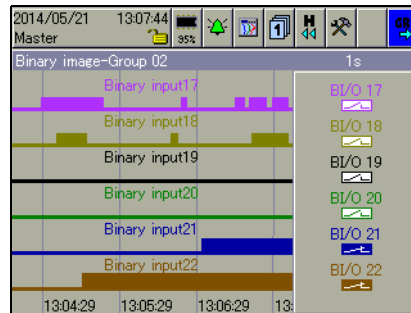 2014/05/21 13:07:44
Master
95%
1
H
Binary image-Group 02 1s
Binary input17
BI/O 17
Binary input18
BI/O 18
Binary input19
BI/O 19
Binary input20
BI/O 20
Binary input21
BI/O 21
Binary input22
BI/O 22
13:04:29 13:05:29 13:06:29 13: